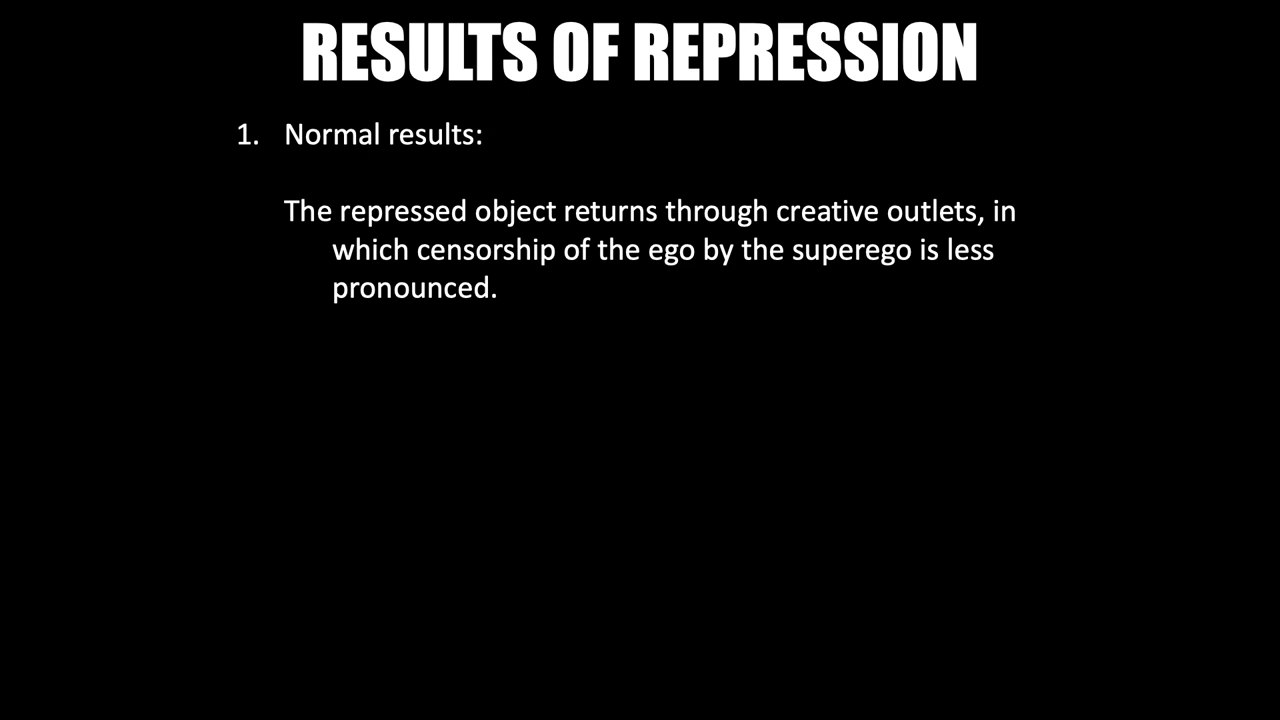 RESULTS OF REPRESSION
1. Normal results:
The repressed object returns through creative outlets, in
which censorship of the ego by the superego is less
pronounced.